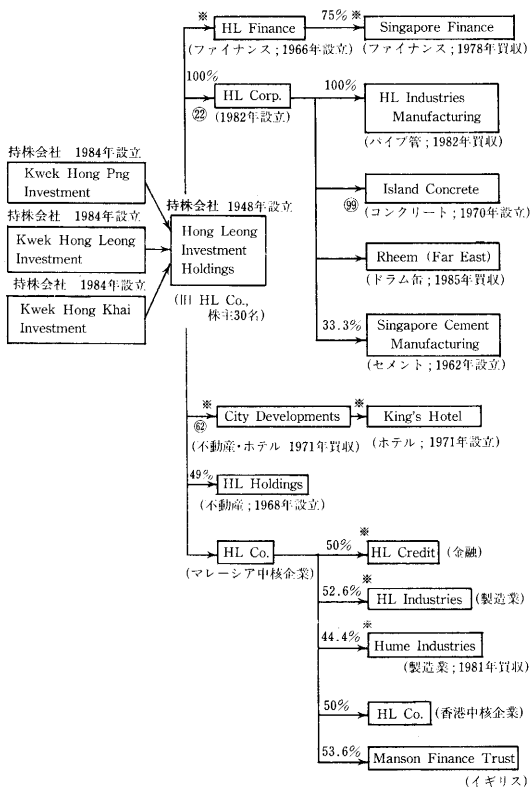 ※
HL Finance
75% ※
Singapore Finance
(ファイナンス;1966年設立)
(ファイナンス;1978年買収)
100%
HL Corp.
㉒
(1982年設立)
100%
HL Industries
Manufacturing
(パイプ管;1982年買収)
持株会社 1984年設立
Kwek Hong Png
Investment
持株会社 1984年設立
Kwek Hong Leong
Investment
持株会社 1984年設立
Kwek Hong Khai
Investment
持株会社 1948年設立
Hong Leong
Investment
Holdings
(旧 HL Co.,
株主30名)
Island Concrete
99
(コンクリート;1970年設立)
Rheem (Far East)
(ドラム缶;1985年買収)
33.3%
Singapore Cement
Manufacturing
(セメント;1962年設立)
※
City Developments
62
※
King's Hotel
(不動産・ホテル 1971年買収)
(ホテル;1971年設立)
49%
HL Holdings
(不動産;1968年設立)
HL Co.
(マレーシア中核企業)
50%
※
HL Credit
(金融)
52.6%
※
HL Industries
(製造業)
44.4%
※
Hume Industries
(製造業;1981年買収)
50%
HL Co.
(香港中核企業)
53.6%
Manson Finance Trust
(イギリス)